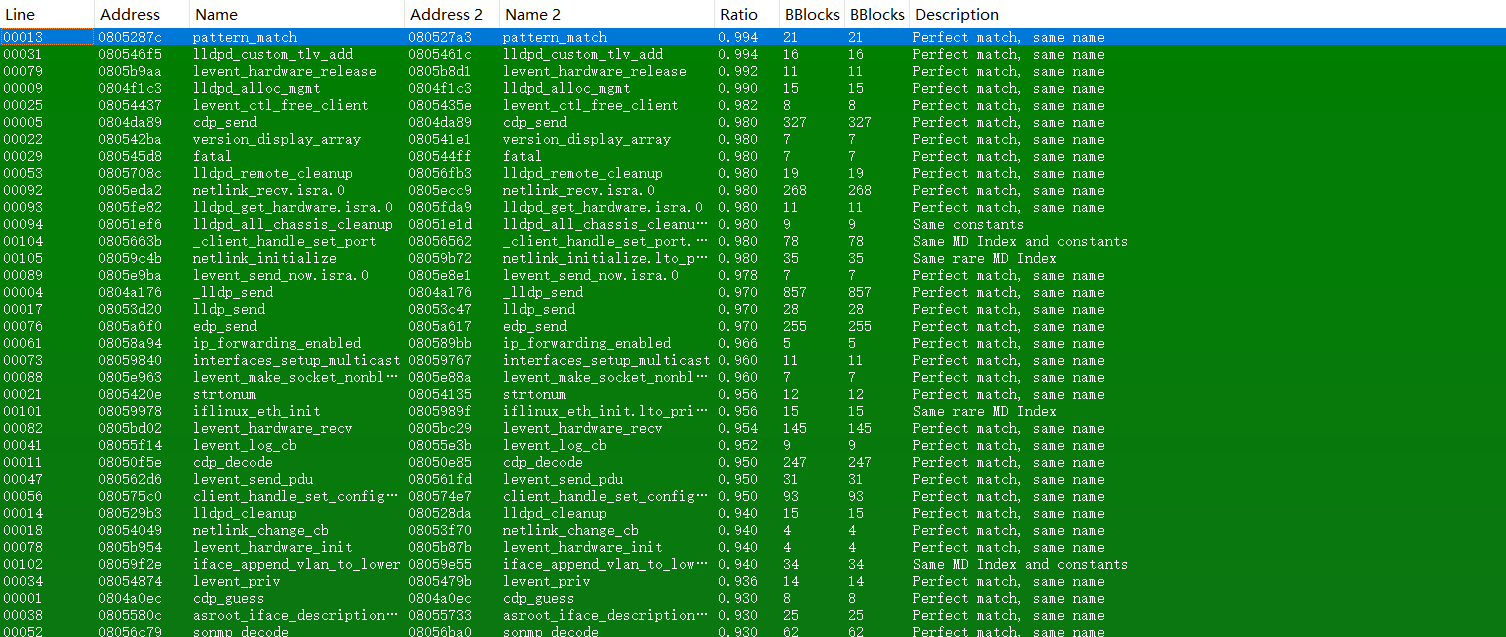 Line Address Name Address 2 Name 2 Ratio BBlocks BBlocks Description
00013 0805287c pattern_match 080527a3 pattern_match 0.994 21 21 Perfect match, same name
00031 080546f5 lldpd_custom_tlv_add 0805461c lldpd_custom_tlv_add 0.994 16 16 Perfect match, same name
00079 0805b9aa levent_hardware_release 0805b8d1 levent_hardware_release 0.992 11 11 Perfect match, same name
00009 0804f1c3 lldpd_alloc_mgmt 0804f1c3 lldpd_alloc_mgmt 0.990 15 15 Perfect match, same name
00025 08054437 levent_ctl_free_client 0805435e levent_ctl_free_client 0.982 8 8 Perfect match, same name
00005 0804da89 cdp_send 0804da89 cdp_send 0.980 327 327 Perfect match, same name
00022 080542ba version_display_array 080541e1 version_display_array 0.980 7 7 Perfect match, same name
00029 080545d8 fatal 080544ff fatal 0.980 7 7 Perfect match, same name
00053 0805708c lldpd_remote_cleanup 08056fb3 lldpd_remote_cleanup 0.980 19 19 Perfect match, same name
00092 0805eda2 netlink_recv.isra.0 0805ecc9 netlink_recv.isra.0 0.980 268 268 Perfect match, same name
00093 0805fe82 lldpd_get_hardware.isra.0 0805fda9 lldpd_get_hardware.isra.0 0.980 11 11 Perfect match, same name
00094 08051ef6 lldpd_all_chassis_cleanup 08051e1d lldpd_all_chassis_cleanu… 0.980 9 9 Same constants
00104 0805663b _client_handle_set_port 08056562 _client_handle_set_port.… 0.980 78 78 Same MD Index and constants
00105 08059c4b netlink_initialize 08059b72 netlink_initialize.lto_p… 0.980 35 35 Same rare MD Index
00089 0805e9ba levent_send_now.isra.0 0805e8e1 levent_send_now.isra.0 0.978 7 7 Perfect match, same name
00004 0804a176 _lldp_send 0804a176 _lldp_send 0.970 857 857 Perfect match, same name
00017 08053d20 lldp_send 08053c47 lldp_send 0.970 28 28 Perfect match, same name
00076 0805a6f0 edp_send 0805a617 edp_send 0.970 255 255 Perfect match, same name
00061 08058a94 ip_forwarding_enabled 080589bb ip_forwarding_enabled 0.966 5 5 Perfect match, same name
00073 08059840 interfaces_setup_multicast 08059767 interfaces_setup_multicast 0.960 11 11 Perfect match, same name
00088 0805e963 levent_make_socket_nonbl… 0805e88a levent_make_socket_nonbl… 0.960 7 7 Perfect match, same name
00021 0805420e strtonum 08054135 strtonum 0.956 12 12 Perfect match, same name
00101 08059978 iflinux_eth_init 0805989f iflinux_eth_init.lto_pri… 0.956 15 15 Same rare MD Index
00082 0805bd02 levent_hardware_recv 0805bc29 levent_hardware_recv 0.954 145 145 Perfect match, same name
00041 08055f14 levent_log_cb 08055e3b levent_log_cb 0.952 9 9 Perfect match, same name
00011 08050f5e cdp_decode 08050e85 cdp_decode 0.950 247 247 Perfect match, same name
00047 080562d6 levent_send_pdu 080561fd levent_send_pdu 0.950 31 31 Perfect match, same name
00056 080575c0 client_handle_set_config… 080574e7 client_handle_set_config… 0.950 93 93 Perfect match, same name
00014 080529b3 lldpd_cleanup 080528da lldpd_cleanup 0.940 15 15 Perfect match, same name
00018 08054049 netlink_change_cb 08053f70 netlink_change_cb 0.940 4 4 Perfect match, same name
00078 0805b954 levent_hardware_init 0805b87b levent_hardware_init 0.940 4 4 Perfect match, same name
00102 08059f2e iface_append_vlan_to_lower 08059e55 iface_append_vlan_to_low… 0.940 34 34 Same MD Index and constants
00034 08054874 levent_priv 0805479b levent_priv 0.936 14 14 Perfect match, same name
00001 0804a0ec cdp_guess 0804a0ec cdp_guess 0.930 8 8 Perfect match, same name
00038 0805580c asroot_iface_description… 08055733 asroot_iface_description… 0.930 25 25 Perfect match, same name
00052 08056c79 sonmp_decode 08056ba0 sonmp_decode 0.930 62 62 Perfect match, same name